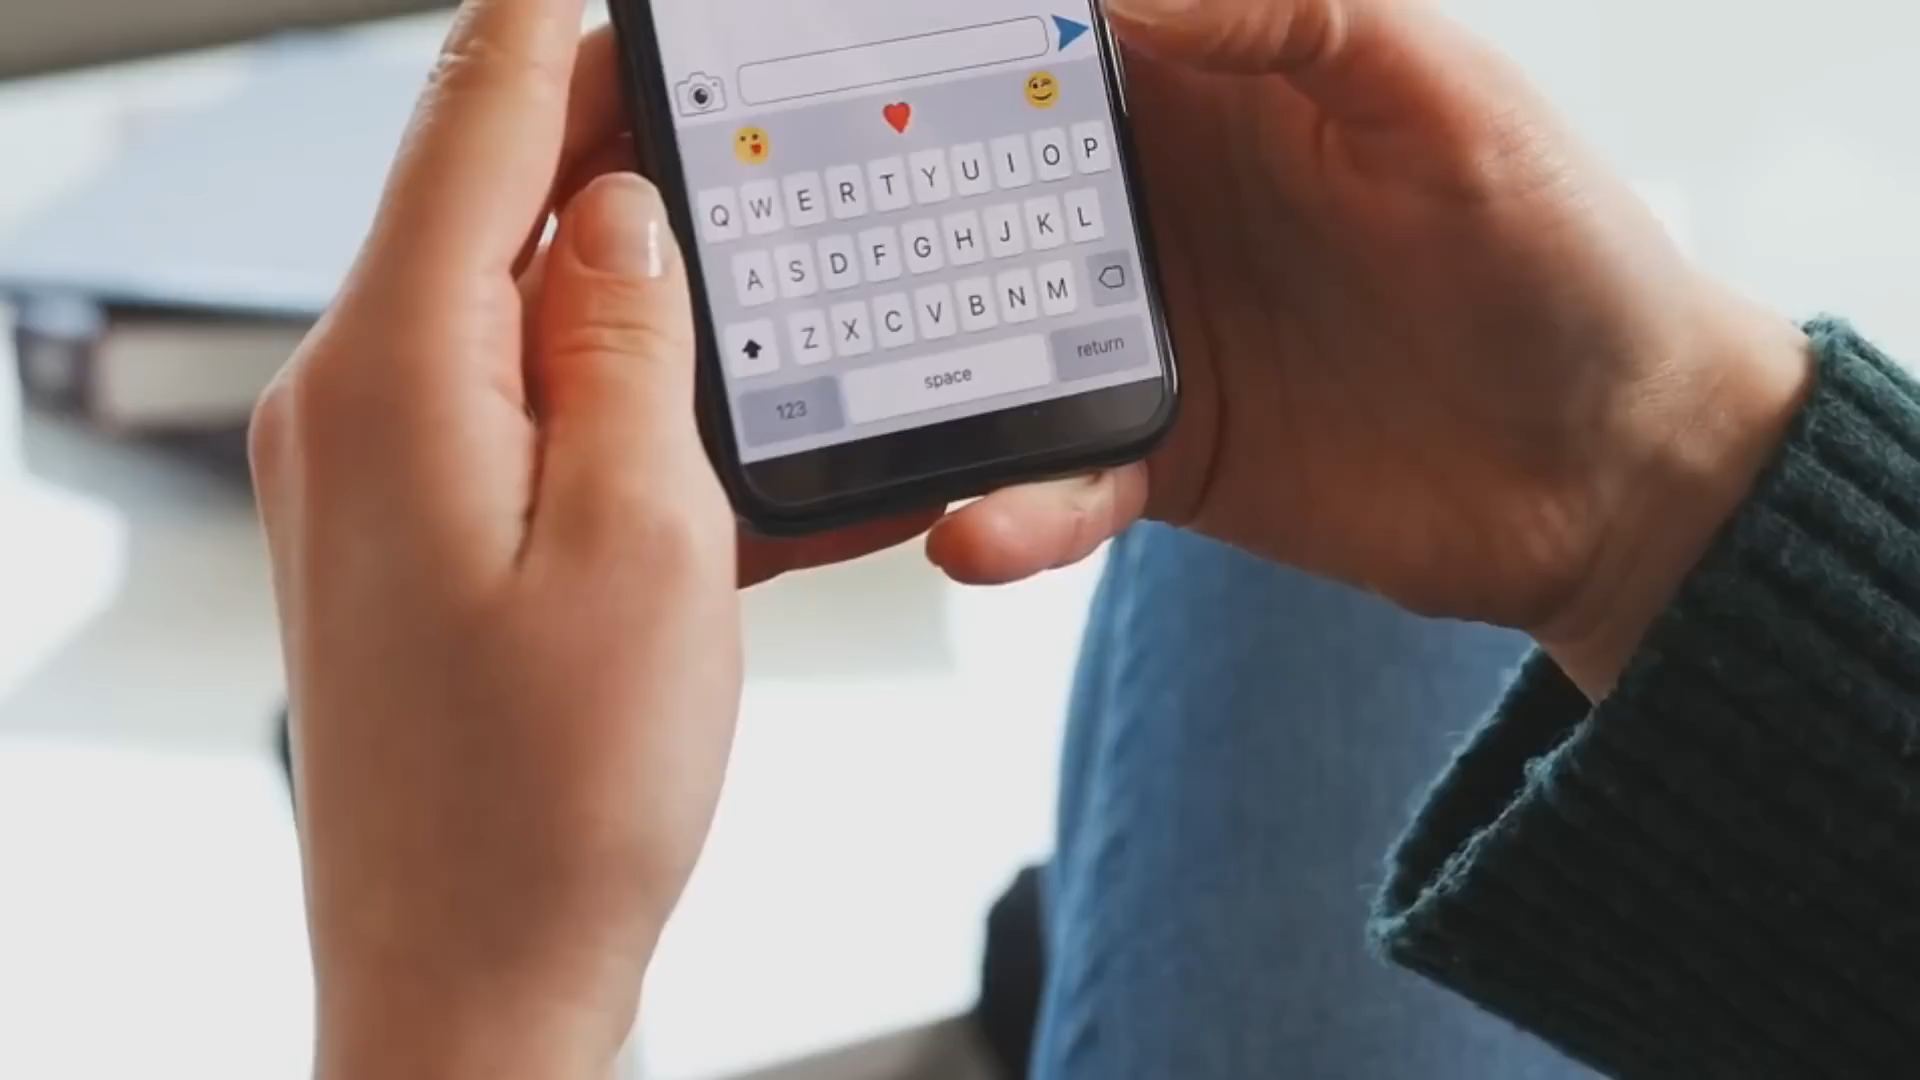 Q W E R T Y U I O P
A S D F G H J K L
Z X C V B N M
123 space return